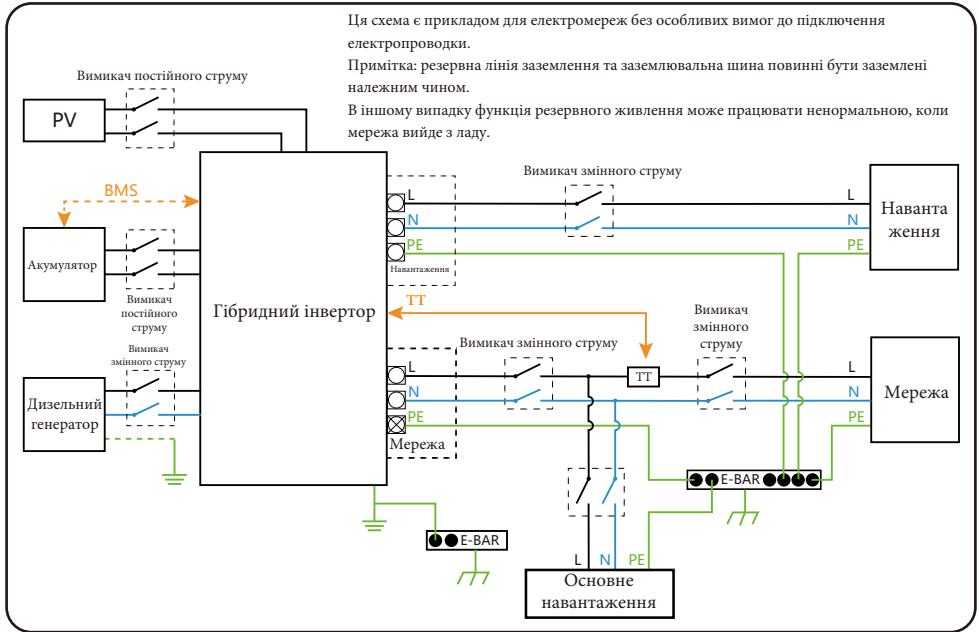 Ця схема є прикладом для електромереж без особливих вимог до підключення
електропроводки.
Примітка: резервна лінія заземлення та заземлювальна шина повинні бути заземлені
належним чином.
В іншому випадку функція резервного живлення може працювати ненормальною, коли
мережа вийде з ладу.
Вимикач постійного струму
PV
BMS
Акумулятор
Вимикач
постійного
струму
Вимикач
змінного струму
Дизельний
генератор
Гібридний інвертор
L
N
PE
Навантаження
Вимикач змінного струму
L
N
PE
Наванта
ження
TT
Вимикач змінного струму
Вимикач
змінного
струму
L
N
PE
Мережа
TT
L
N
PE
Мережа
E-BAR
E-BAR
L
N
PE
Основне
навантаження